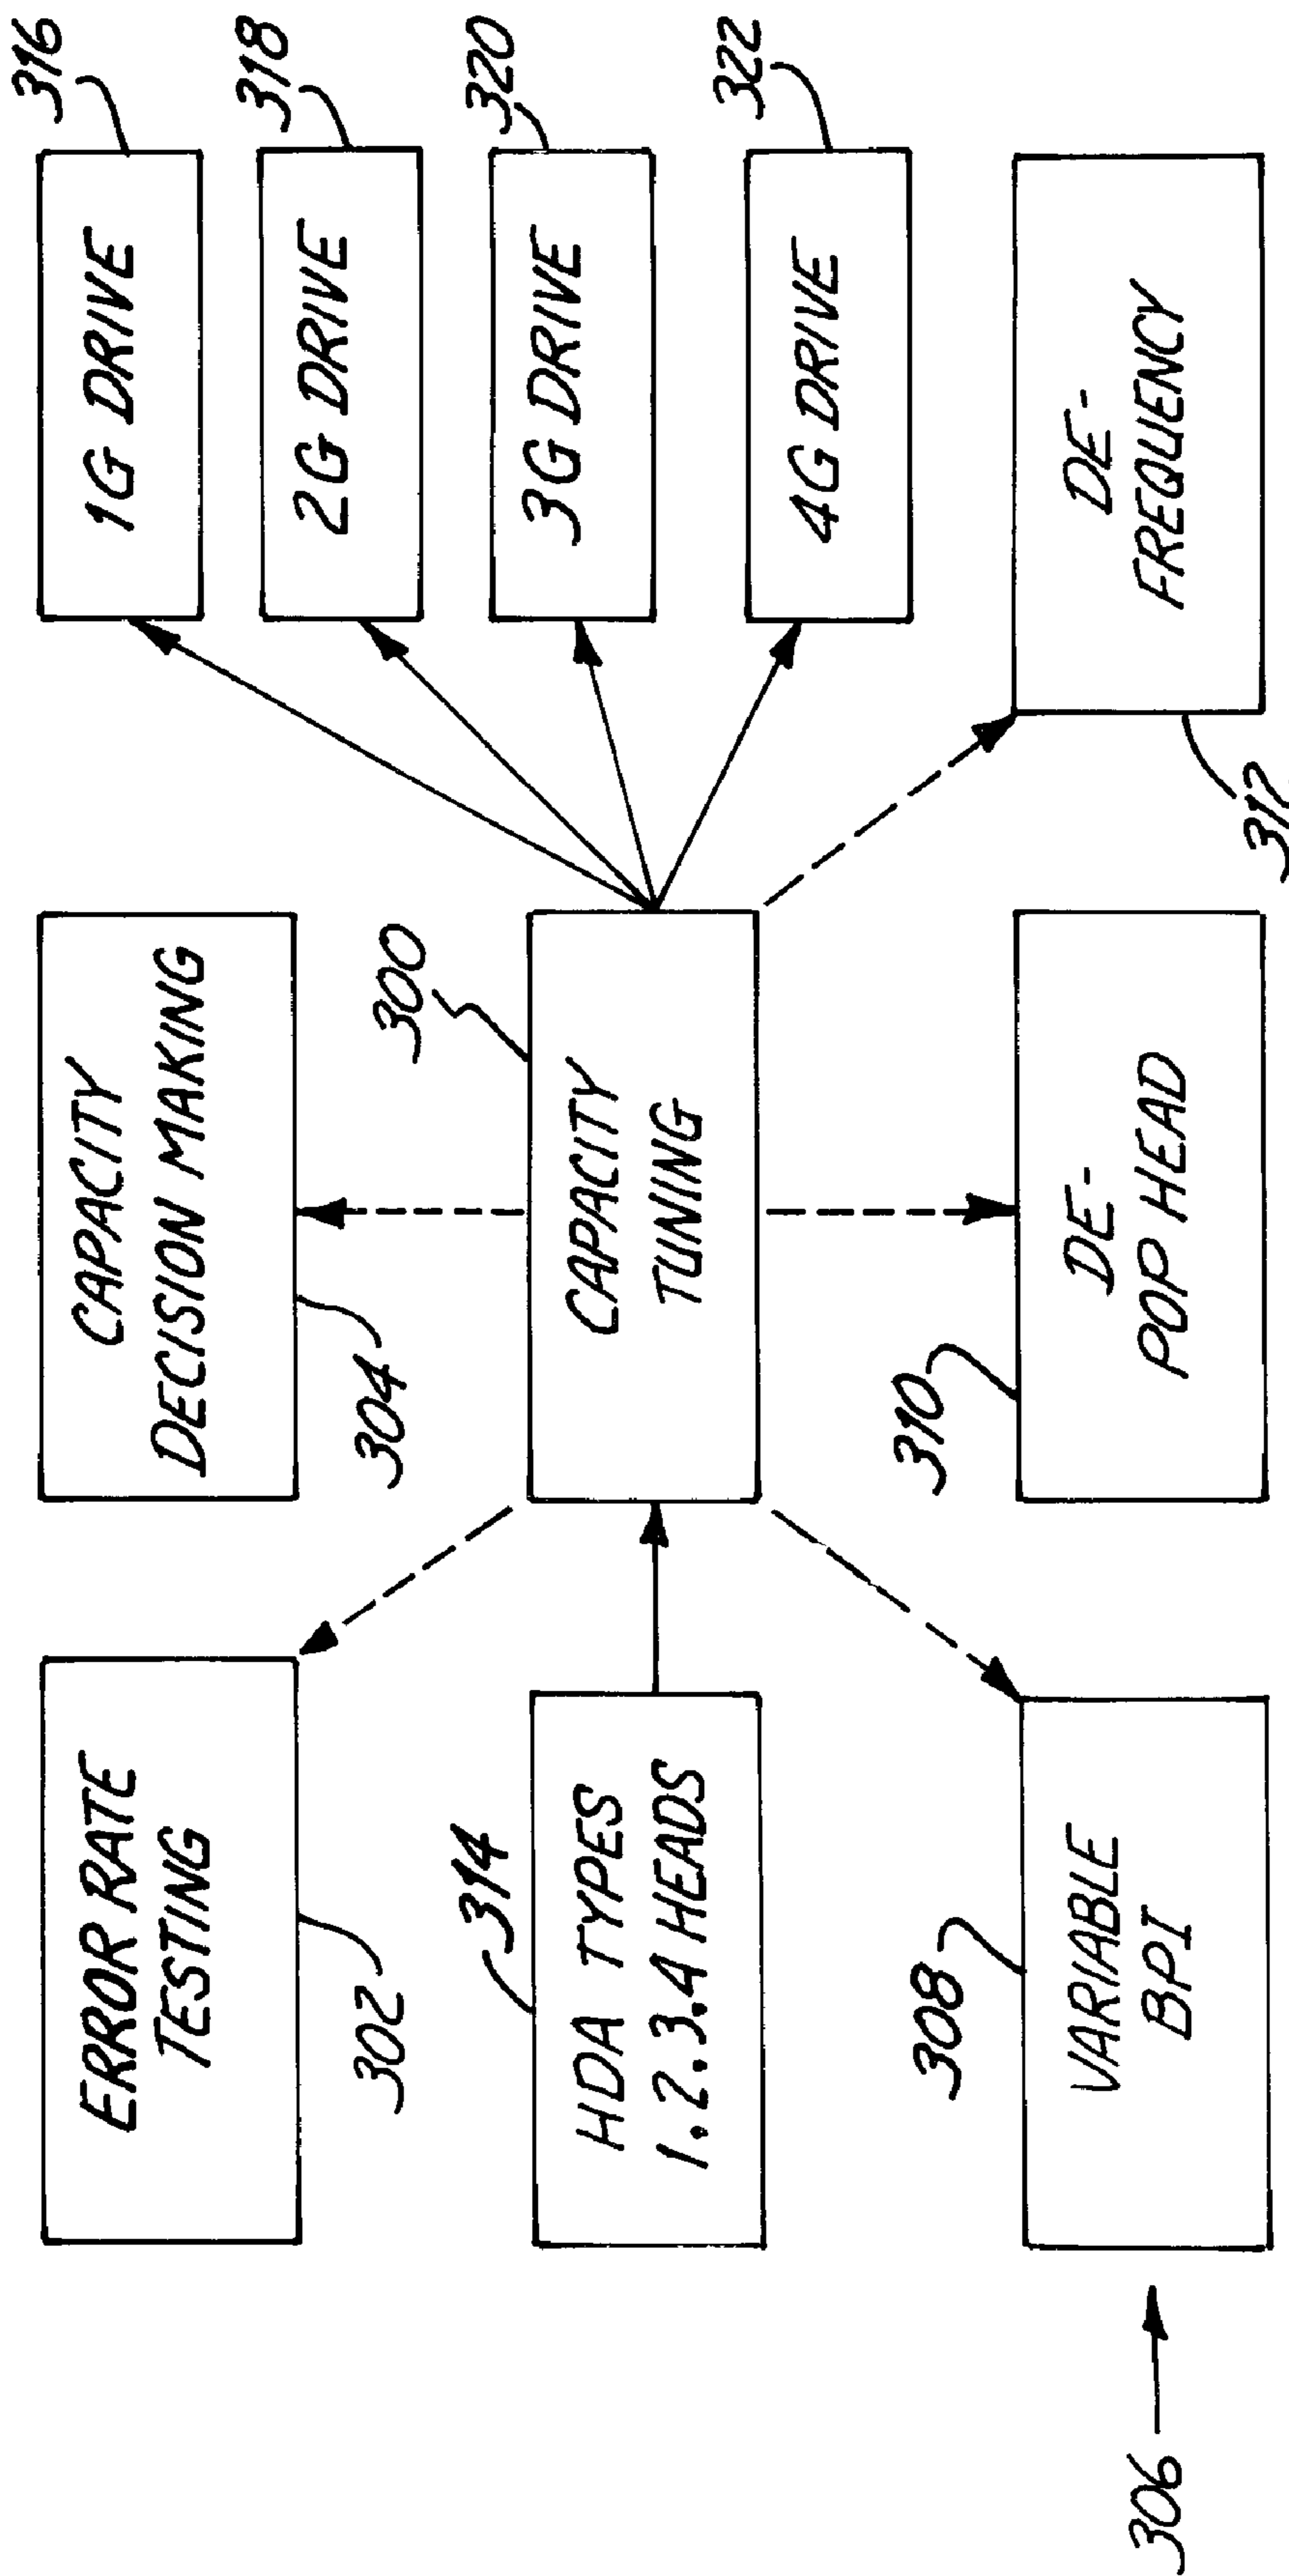 ERROR RATE
TESTING
302
CAPACITY
DECISION MAKING
304
1G DRIVE
316
2G DRIVE
318
HDA TYPES
1.2.3.4 HEADS
314
CAPACITY
TUNING
300
3G DRIVE
320
4G DRIVE
322
306
VARIABLE
BPI
308
DE-
POP HEAD
310
DE-
FREQUENCY
312